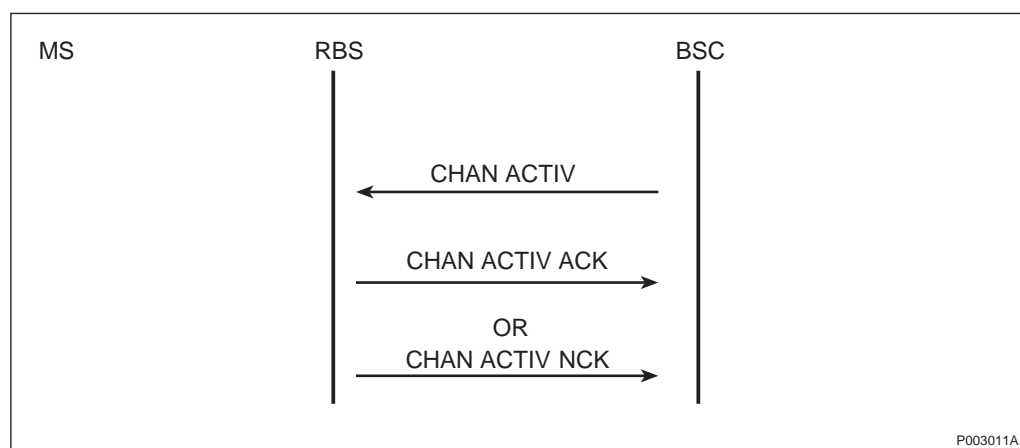 MS RBS BSC
CHAN ACTIV
CHAN ACTIV ACK
OR
CHAN ACTIV NCK
P003011A